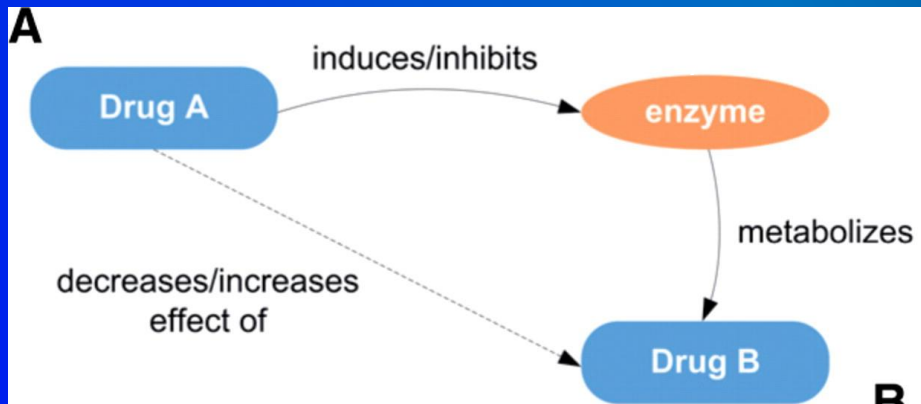 A
induces/inhibits
Drug A
enzyme
metabolizes
decreases/increases
effect of
Drug B
B